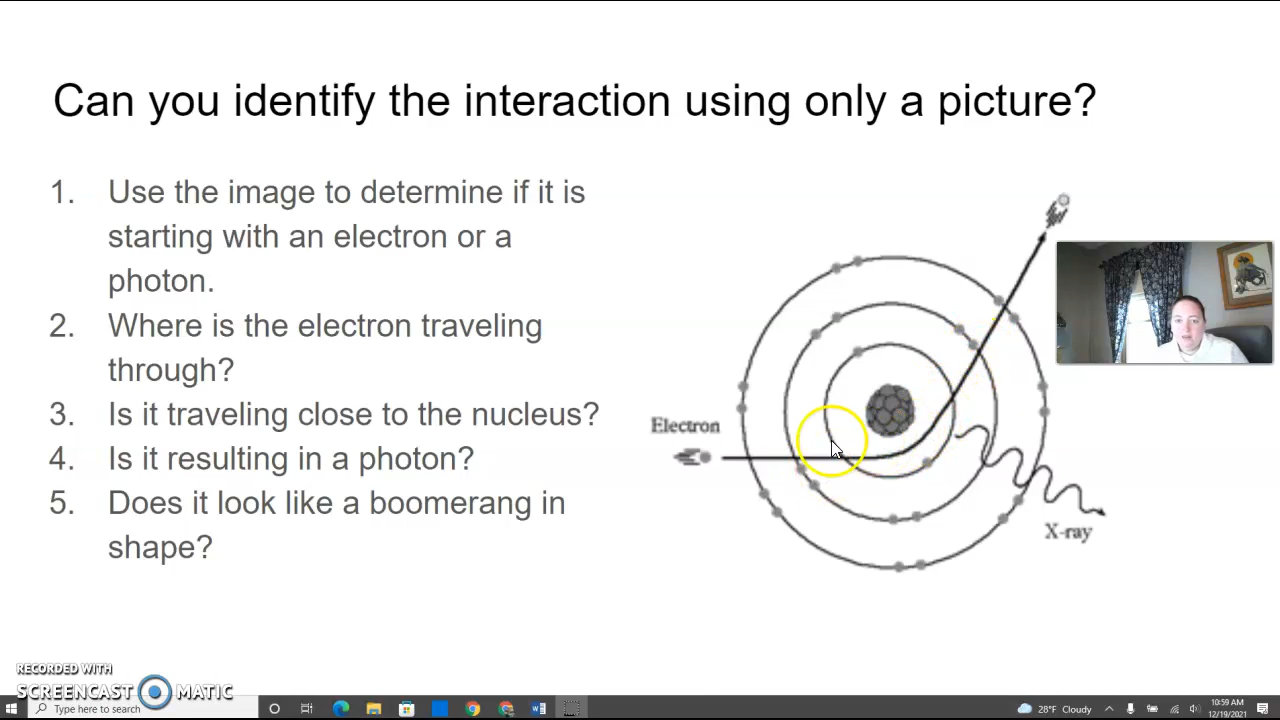 Can you identify the interaction using only a picture?
1. Use the image to determine if it is
starting with an electron or a
photon.
2. Where is the electron traveling
through?
3. Is it traveling close to the nucleus?
4. Is it resulting in a photon?
5. Does it look like a boomerang in
shape?
Electron
X-ray
RECORDED WITH
SCREENCAST MATIC
Type here to search
28°F Cloudy
10:59 AM
12/19/2021